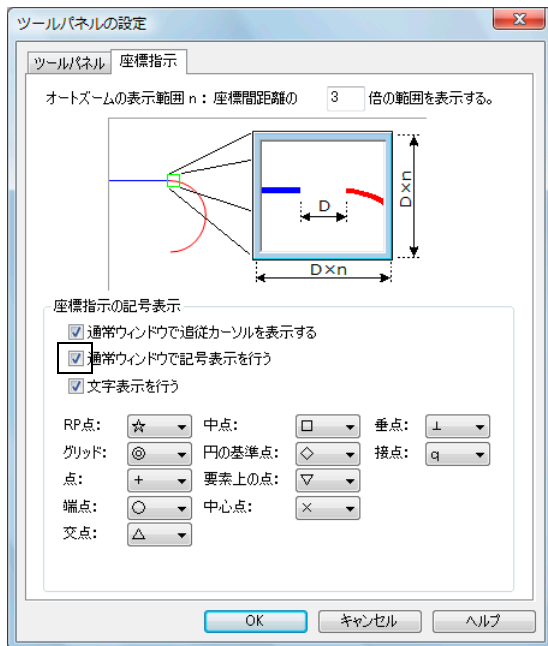 ツールパネルの設定
ツールパネル 座標指示
オートズームの表示範囲 n : 座標間距離の 3 倍の範囲を表示する。
D
D×n
D×n
座標指示の記号表示
通常ウィンドウで追従カーソルを表示する
通常ウィンドウで記号表示を行う
文字表示を行う
RP点: ☆ 中点: □ 垂点: ⊥
グリッド: ◎ 円の基準点: ◇ 接点: q
点: + 要素上の点: ▽
端点: ○ 中心点: ×
交点: △
OK キャンセル ヘルプ